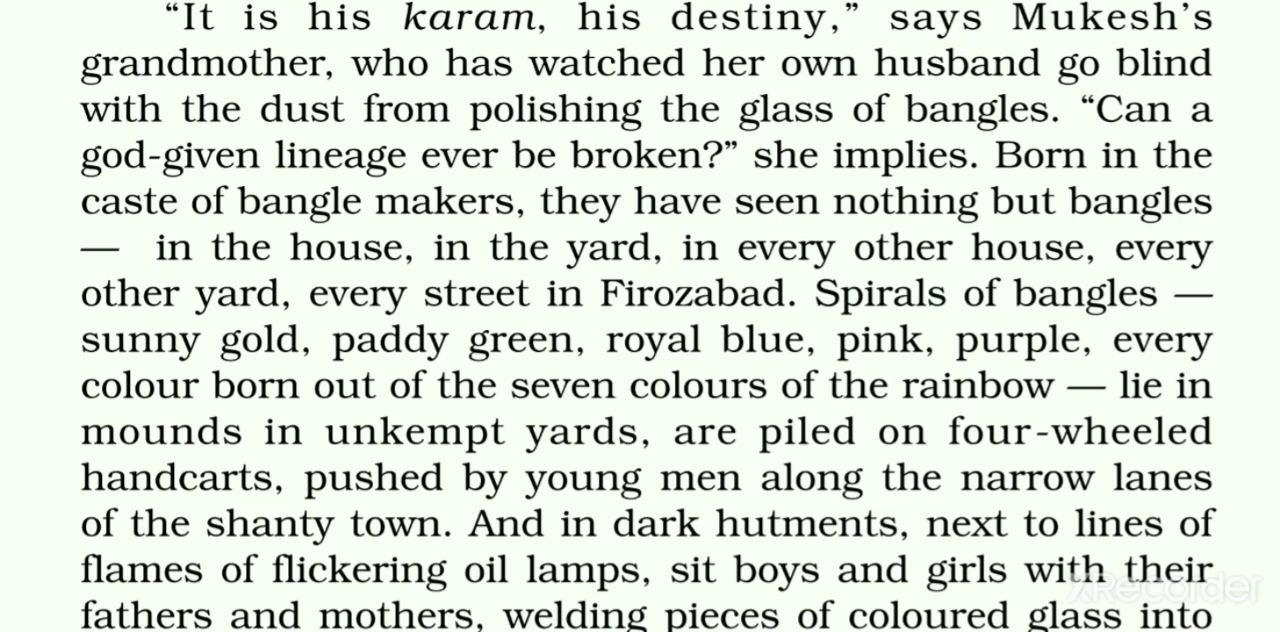 “It is his karam, his destiny,” says Mukesh’s
grandmother, who has watched her own husband go blind
with the dust from polishing the glass of bangles. “Can a
god-given lineage ever be broken?” she implies. Born in the
caste of bangle makers, they have seen nothing but bangles
— in the house, in the yard, in every other house, every
other yard, every street in Firozabad. Spirals of bangles —
sunny gold, paddy green, royal blue, pink, purple, every
colour born out of the seven colours of the rainbow — lie in
mounds in unkempt yards, are piled on four-wheeled
handcarts, pushed by young men along the narrow lanes
of the shanty town. And in dark hutments, next to lines of
flames of flickering oil lamps, sit boys and girls with their
XRecorder
fathers and mothers, welding pieces of coloured glass into